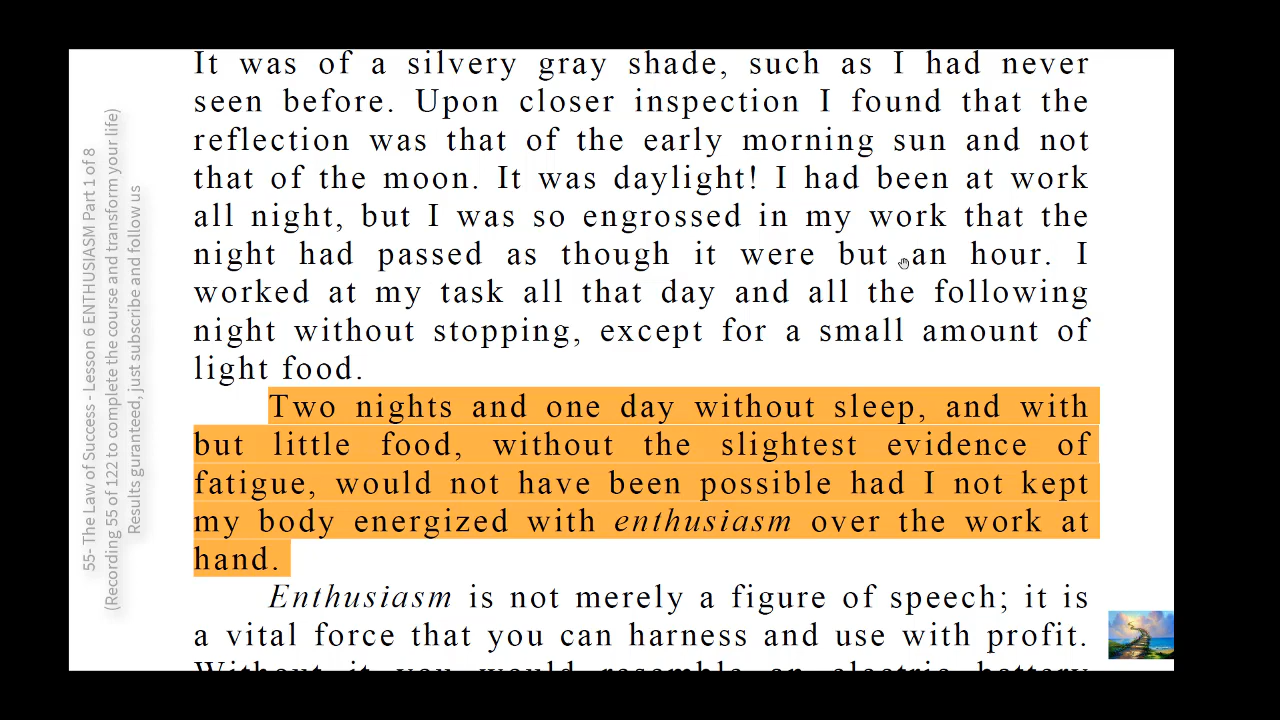 It was of a silvery gray shade, such as I had never
seen before. Upon closer inspection I found that the
reflection was that of the early morning sun and not
that of the moon. It was daylight! I had been at work
all night, but I was so engrossed in my work that the
night had passed as though it were but an hour. I
worked at my task all that day and all the following
night without stopping, except for a small amount of
light food.
Two nights and one day without sleep, and with
but little food, without the slightest evidence of
fatigue, would not have been possible had I not kept
my body energized with enthusiasm over the work at
hand.
Enthusiasm is not merely a figure of speech; it is
a vital force that you can harness and use with profit.
Without it you would resemble an electric battery
55- The Law of Success - Lesson 6 ENTHUSIASM Part 1 of 8
(Recording 55 of 122 to complete the course and transform your life)
Results guranteed, just subscribe and follow us